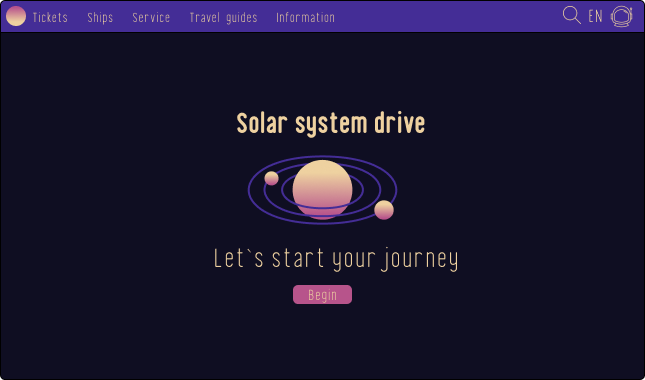 Tickets Ships Service Travel guides Information EN
Solar system drive
Let`s start your journey
Begin